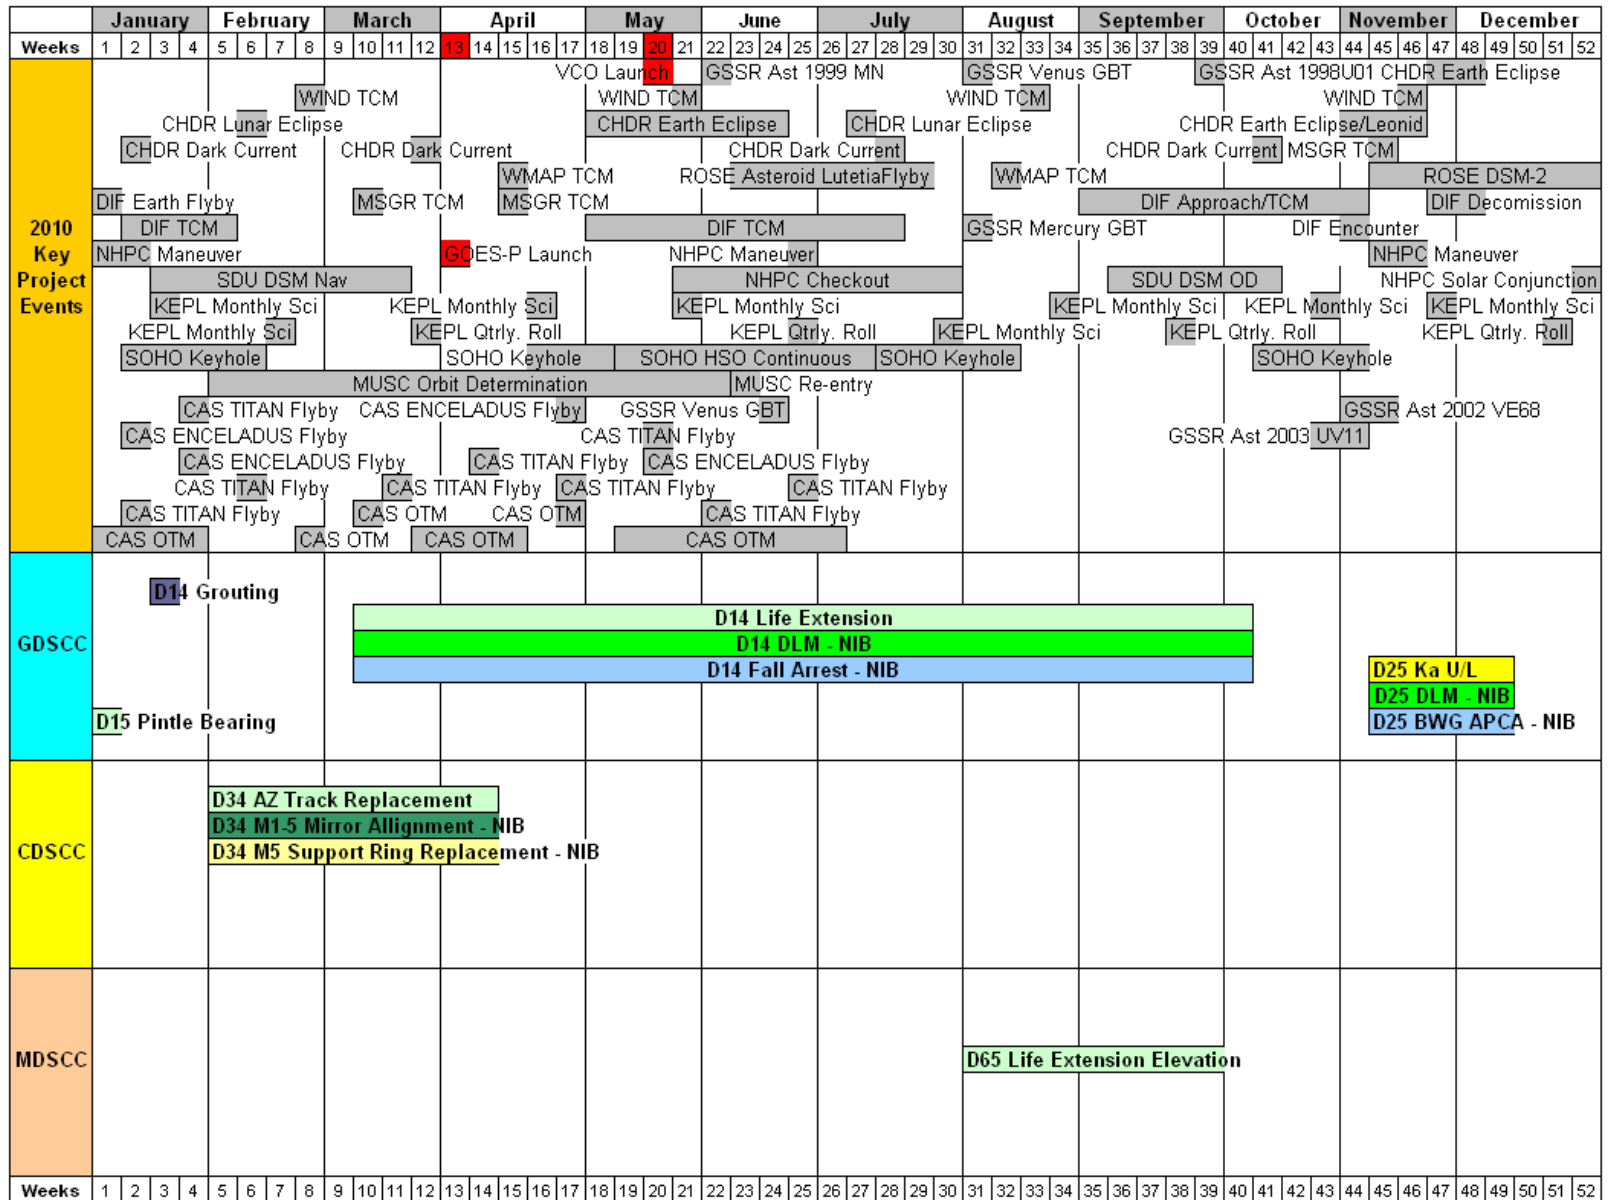 January February March April May June July August September October November December
Weeks 1 2 3 4 5 6 7 8 9 10 11 12 13 14 15 16 17 18 19 20 21 22 23 24 25 26 27 28 29 30 31 32 33 34 35 36 37 38 39 40 41 42 43 44 45 46 47 48 49 50 51 52
VCO Launch GSSR Ast 1999 MN GSSR Venus GBT GSSR Ast 1998U01 CHDR Earth Eclipse
WIND TCM WIND TCM WIND TCM WIND TCM
CHDR Lunar Eclipse CHDR Earth Eclipse CHDR Lunar Eclipse CHDR Earth Eclipse/Leonid
CHDR Dark Current CHDR Dark Current CHDR Dark Current CHDR Dark Current MSGR TCM
WMAP TCM ROSE Asteroid LutetiaFlyby WMAP TCM ROSE DSM-2
DIF Earth Flyby MSGR TCM MSGR TCM DIF Approach/TCM DIF Decomission
2010 Key Project Events
DIF TCM DIF TCM GSSR Mercury GBT DIF Encounter
NHPC Maneuver GOES-P Launch NHPC Maneuver NHPC Maneuver
SDU DSM Nav NHPC Checkout SDU DSM OD NHPC Solar Conjunction
KEPL Monthly Sci KEPL Monthly Sci KEPL Monthly Sci KEPL Monthly Sci KEPL Monthly Sci KEPL Monthly Sci
KEPL Monthly Sci KEPL Qtrly. Roll KEPL Qtrly. Roll KEPL Monthly Sci KEPL Qtrly. Roll KEPL Qtrly. Roll
SOHO Keyhole SOHO Keyhole SOHO HSO Continuous SOHO Keyhole SOHO Keyhole
MUSC Orbit Determination MUSC Re-entry
CAS TITAN Flyby CAS ENCELADUS Flyby GSSR Venus GBT GSSR Ast 2002 VE68
CAS ENCELADUS Flyby CAS TITAN Flyby GSSR Ast 2003 UV11
CAS ENCELADUS Flyby CAS TITAN Flyby CAS ENCELADUS Flyby
CAS TITAN Flyby CAS TITAN Flyby CAS TITAN Flyby CAS TITAN Flyby
CAS TITAN Flyby CAS OTM CAS OTM CAS TITAN Flyby
CAS OTM CAS OTM CAS OTM CAS OTM
GDSCC
D14 Grouting
D14 Life Extension
D14 DLM - NIB
D14 Fall Arrest - NIB D25 Ka U/L
D25 DLM - NIB
D15 Pintle Bearing D25 BWG APCA - NIB
CDSCC
D34 AZ Track Replacement
D34 M1-5 Mirror Allignment - NIB
D34 M5 Support Ring Replacement - NIB
MDSCC
D65 Life Extension Elevation
Weeks 1 2 3 4 5 6 7 8 9 10 11 12 13 14 15 16 17 18 19 20 21 22 23 24 25 26 27 28 29 30 31 32 33 34 35 36 37 38 39 40 41 42 43 44 45 46 47 48 49 50 51 52